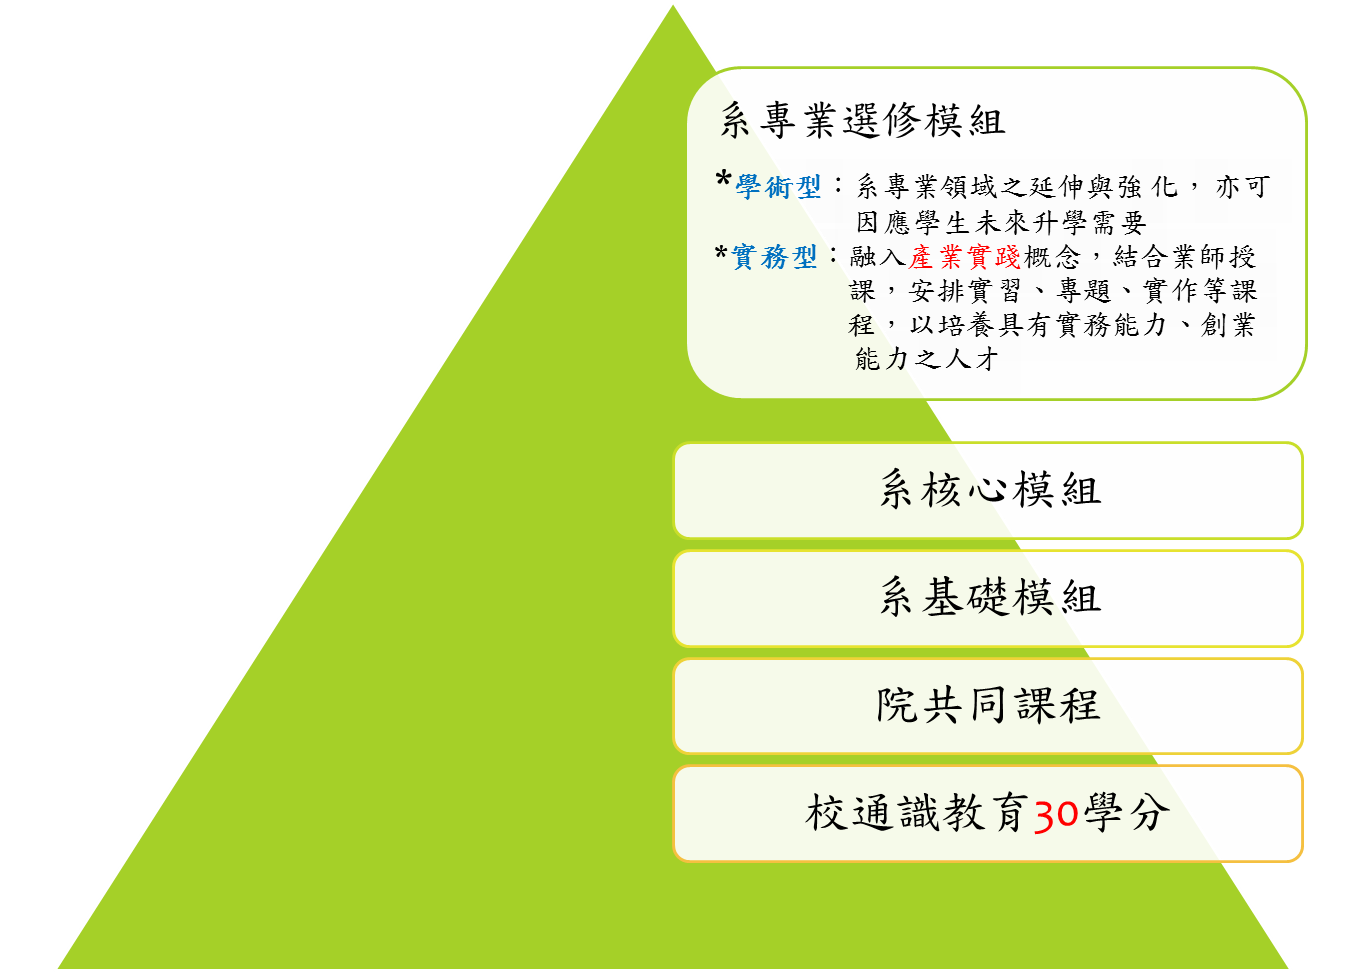 系專業選修模組
*學術型：系專業領域之延伸與強化，亦可
因應學生未來升學需要
*實務型：融入產業實踐概念，結合業師授
課，安排實習、專題、實作等課
程，以培養具有實務能力、創業
能力之人才
系核心模組
系基礎模組
院共同課程
校通識教育30學分